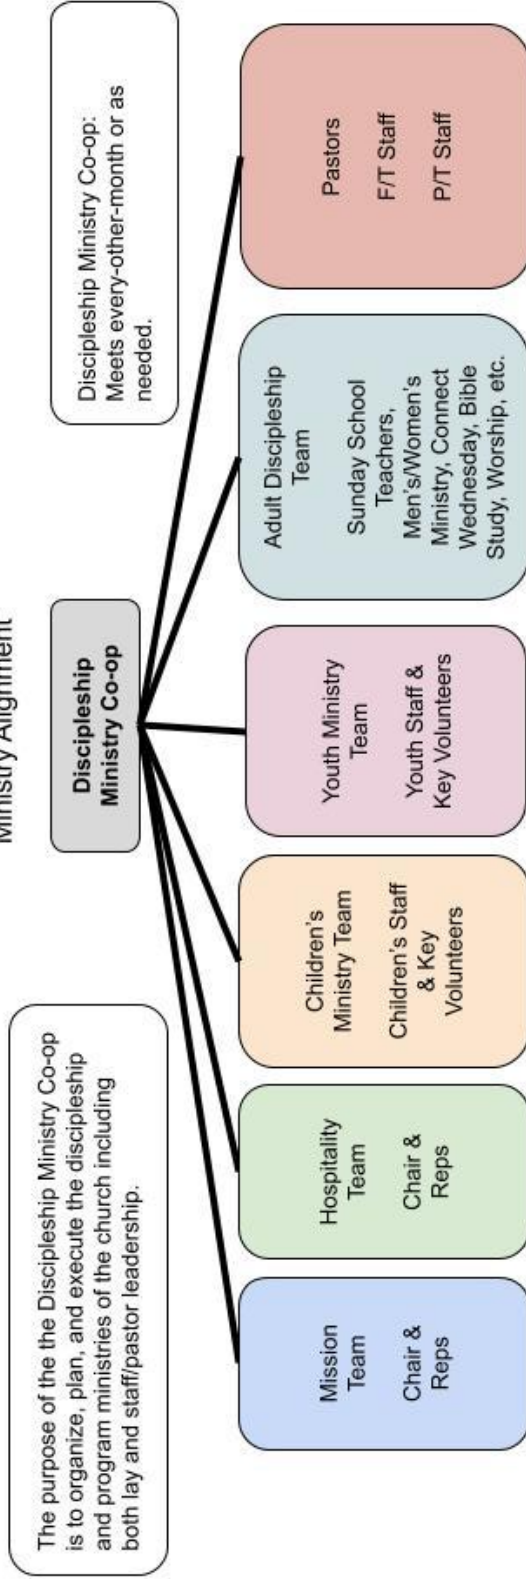 Ministry Alignment
The purpose of the the Discipleship Ministry Co-op
is to organize, plan, and execute the discipleship
and program ministries of the church including
both lay and staff/pastor leadership.
Discipleship
Ministry Co-op
Discipleship Ministry Co-op:
Meets every-other-month or as
needed.
Mission
Team
Chair &
Reps
Hospitality
Team
Chair &
Reps
Children's
Ministry Team
Children's Staff
& Key
Volunteers
Youth Ministry
Team
Youth Staff &
Key Volunteers
Adult Discipleship
Team
Sunday School
Teachers,
Men's/Women's
Ministry, Connect
Wednesday, Bible
Study, Worship, etc.
Pastors
F/T Staff
P/T Staff